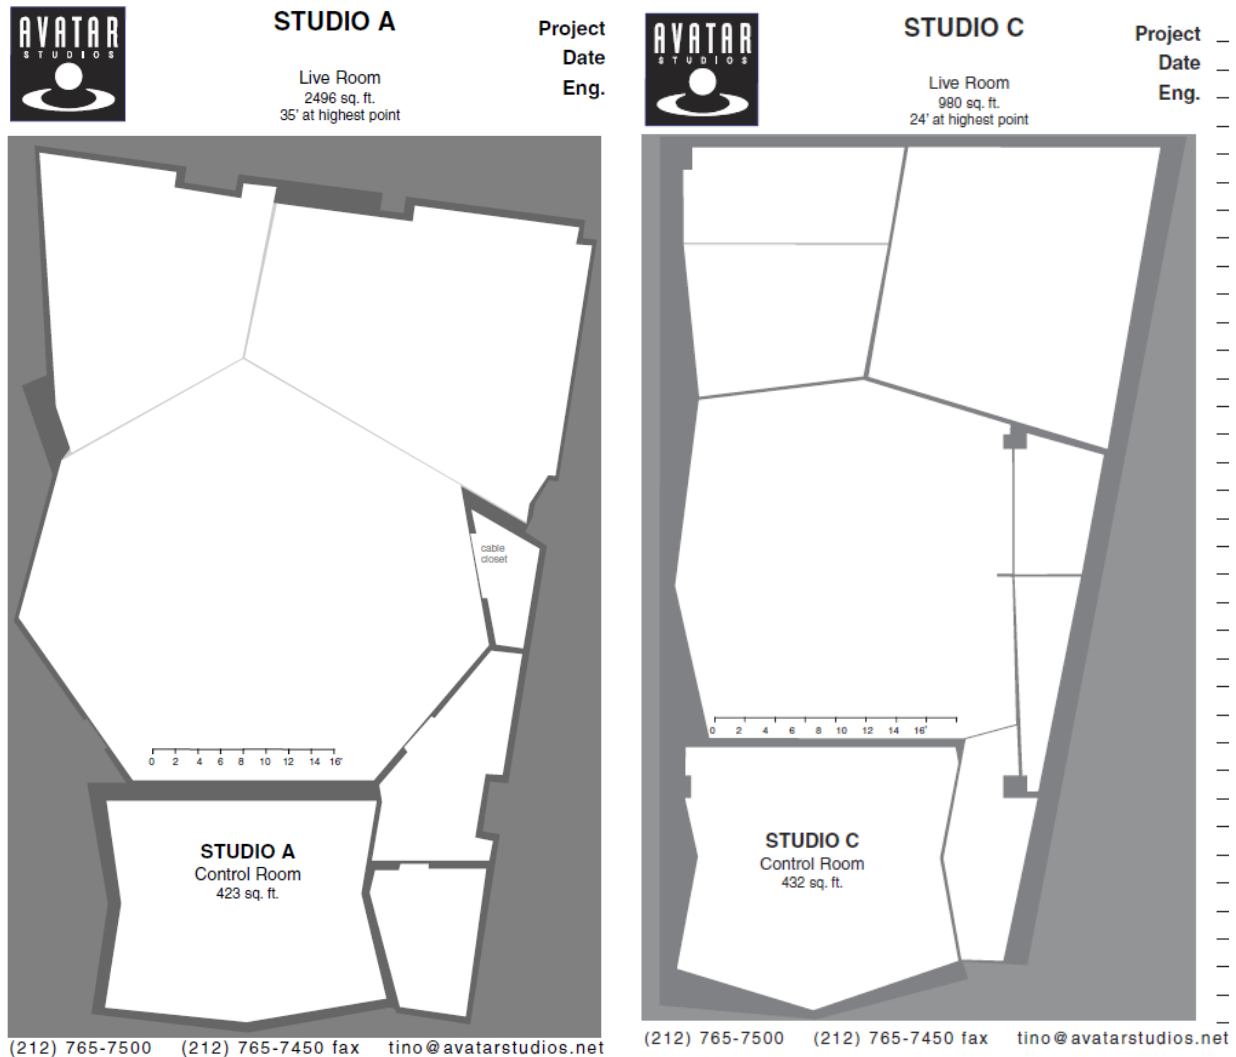 AVATAR
STUDIOS
STUDIO A
Live Room
2496 sq. ft.
35' at highest point
Project
Date
Eng.
cable
closet
0 2 4 6 8 10 12 14 16'
STUDIO A
Control Room
423 sq. ft.
(212) 765-7500 (212) 765-7450 fax tino@avatarstudios.net
AVATAR
STUDIOS
STUDIO C
Live Room
980 sq. ft.
24' at highest point
Project
Date
Eng.
0 2 4 6 8 10 12 14 16'
STUDIO C
Control Room
432 sq. ft.
(212) 765-7500 (212) 765-7450 fax tino@avatarstudios.net